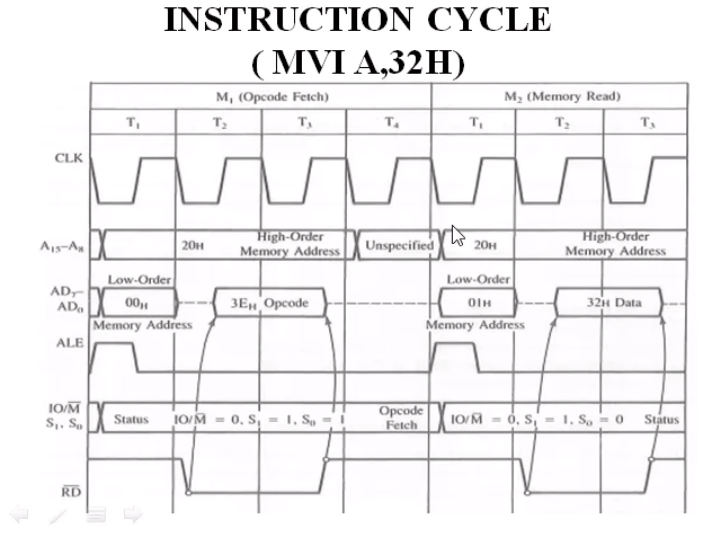 INSTRUCTION CYCLE
( MVI A,32H)
M₁ (Opcode Fetch) M₂ (Memory Read)
T₁ T₂ T₃ T₄ T₁ T₂ T₃
CLK
A₁₅–A₈ 20H High-Order Memory Address Unspecified 20H High-Order Memory Address
Low-Order Low-Order
AD₇–AD₀ 00H 3EH Opcode 01H 32H Data
Memory Address Memory Address
ALE
IO/M̅ S₁, S₀ Status IO/M̅ = 0, S₁ = 1, S₀ = 1 Opcode Fetch IO/M̅ = 0, S₁ = 1, S₀ = 0 Status
R̅D̅